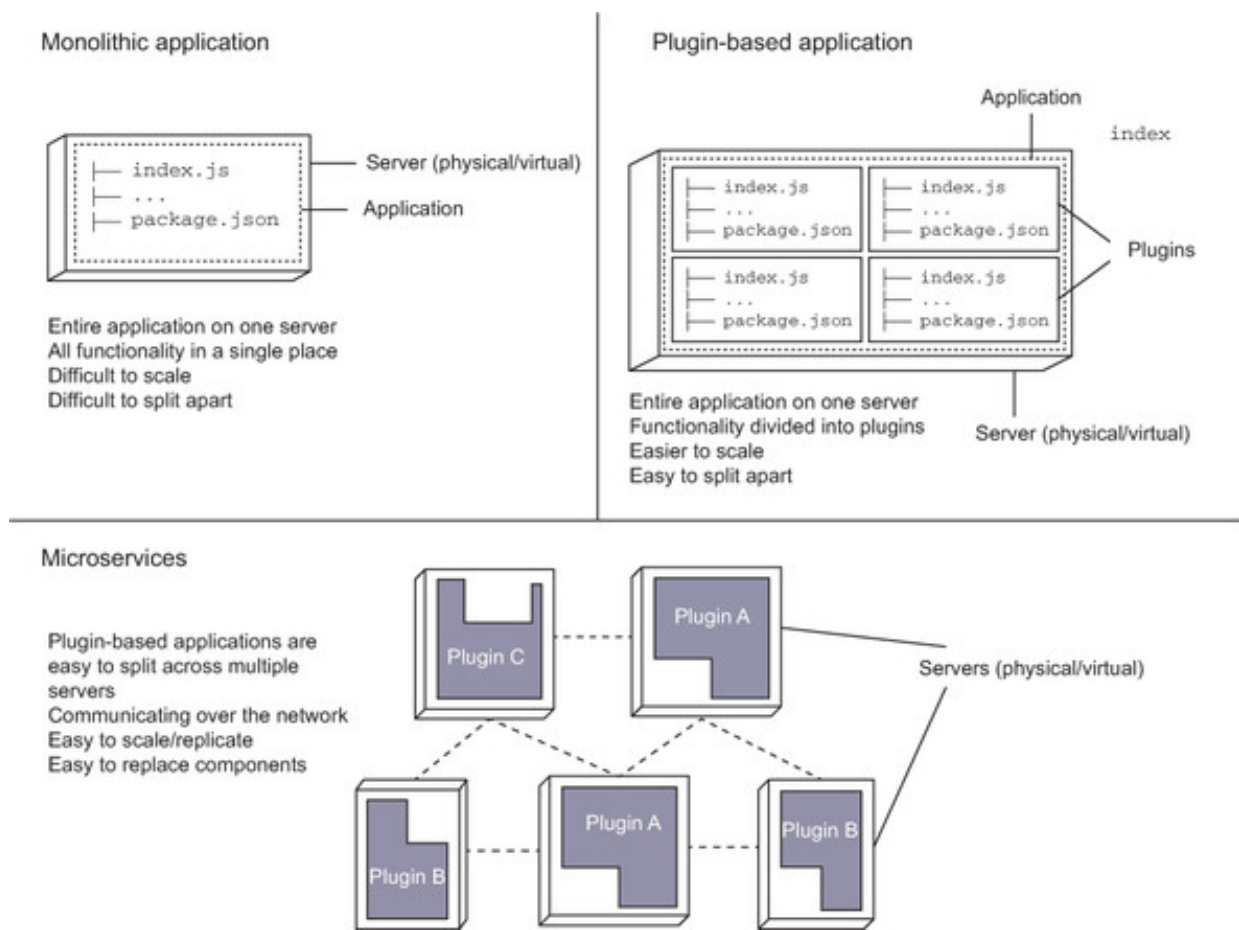 Monolithic application
├── index.js
├── ...
├── package.json
Server (physical/virtual)
Application
Entire application on one server
All functionality in a single place
Difficult to scale
Difficult to split apart
Plugin-based application
Application
index
├── index.js
├── ...
├── package.json
├── index.js
├── ...
├── package.json
├── index.js
├── ...
├── package.json
├── index.js
├── ...
├── package.json
Plugins
Entire application on one server
Functionality divided into plugins
Easier to scale
Easy to split apart
Server (physical/virtual)
Microservices
Plugin-based applications are
easy to split across multiple
servers
Communicating over the network
Easy to scale/replicate
Easy to replace components
Plugin C
Plugin A
Servers (physical/virtual)
Plugin B
Plugin A
Plugin B